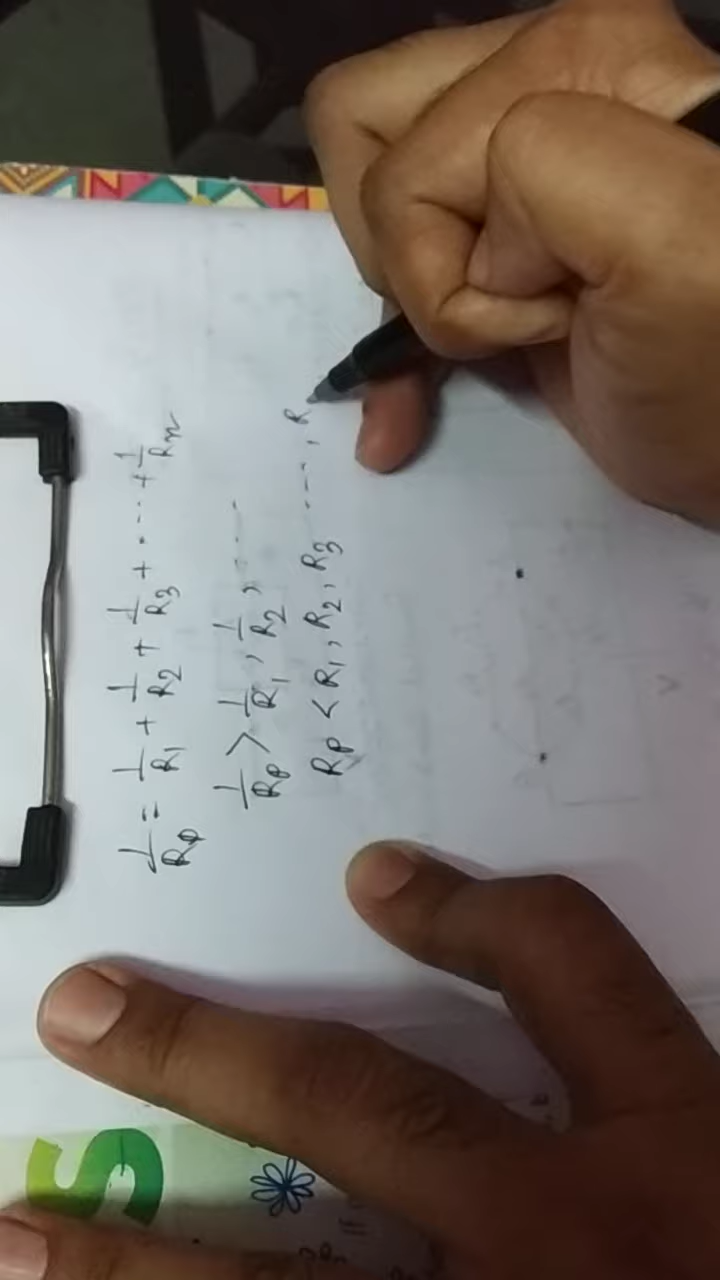 1/Rp = 1/R1 + 1/R2 + 1/R3 + ---- + 1/Rn
1/Rp > 1/R1, 1/R2, ----
Rp < R1, R2, R3 ----, R
S